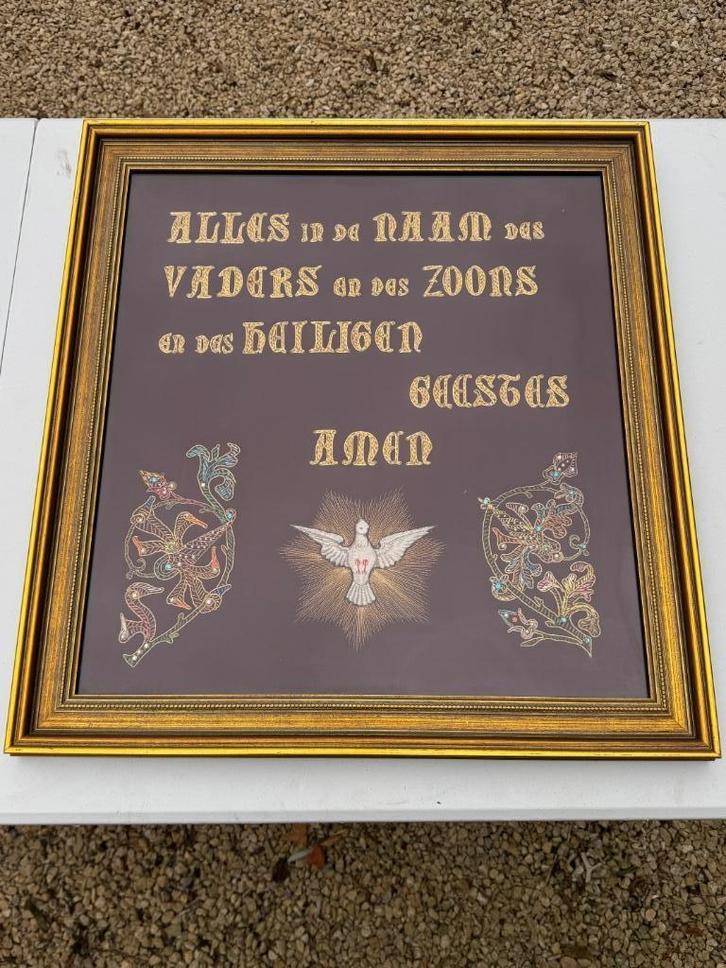 ALLES in de NAAM des
VADERS en des ZOONS
en des HEILIGEN
GEESTES
AMEN